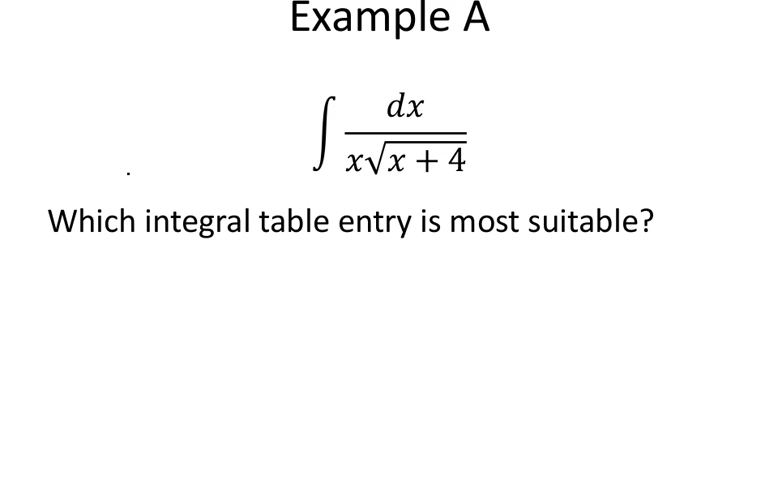 Example A
∫ dx / x√x + 4
Which integral table entry is most suitable?